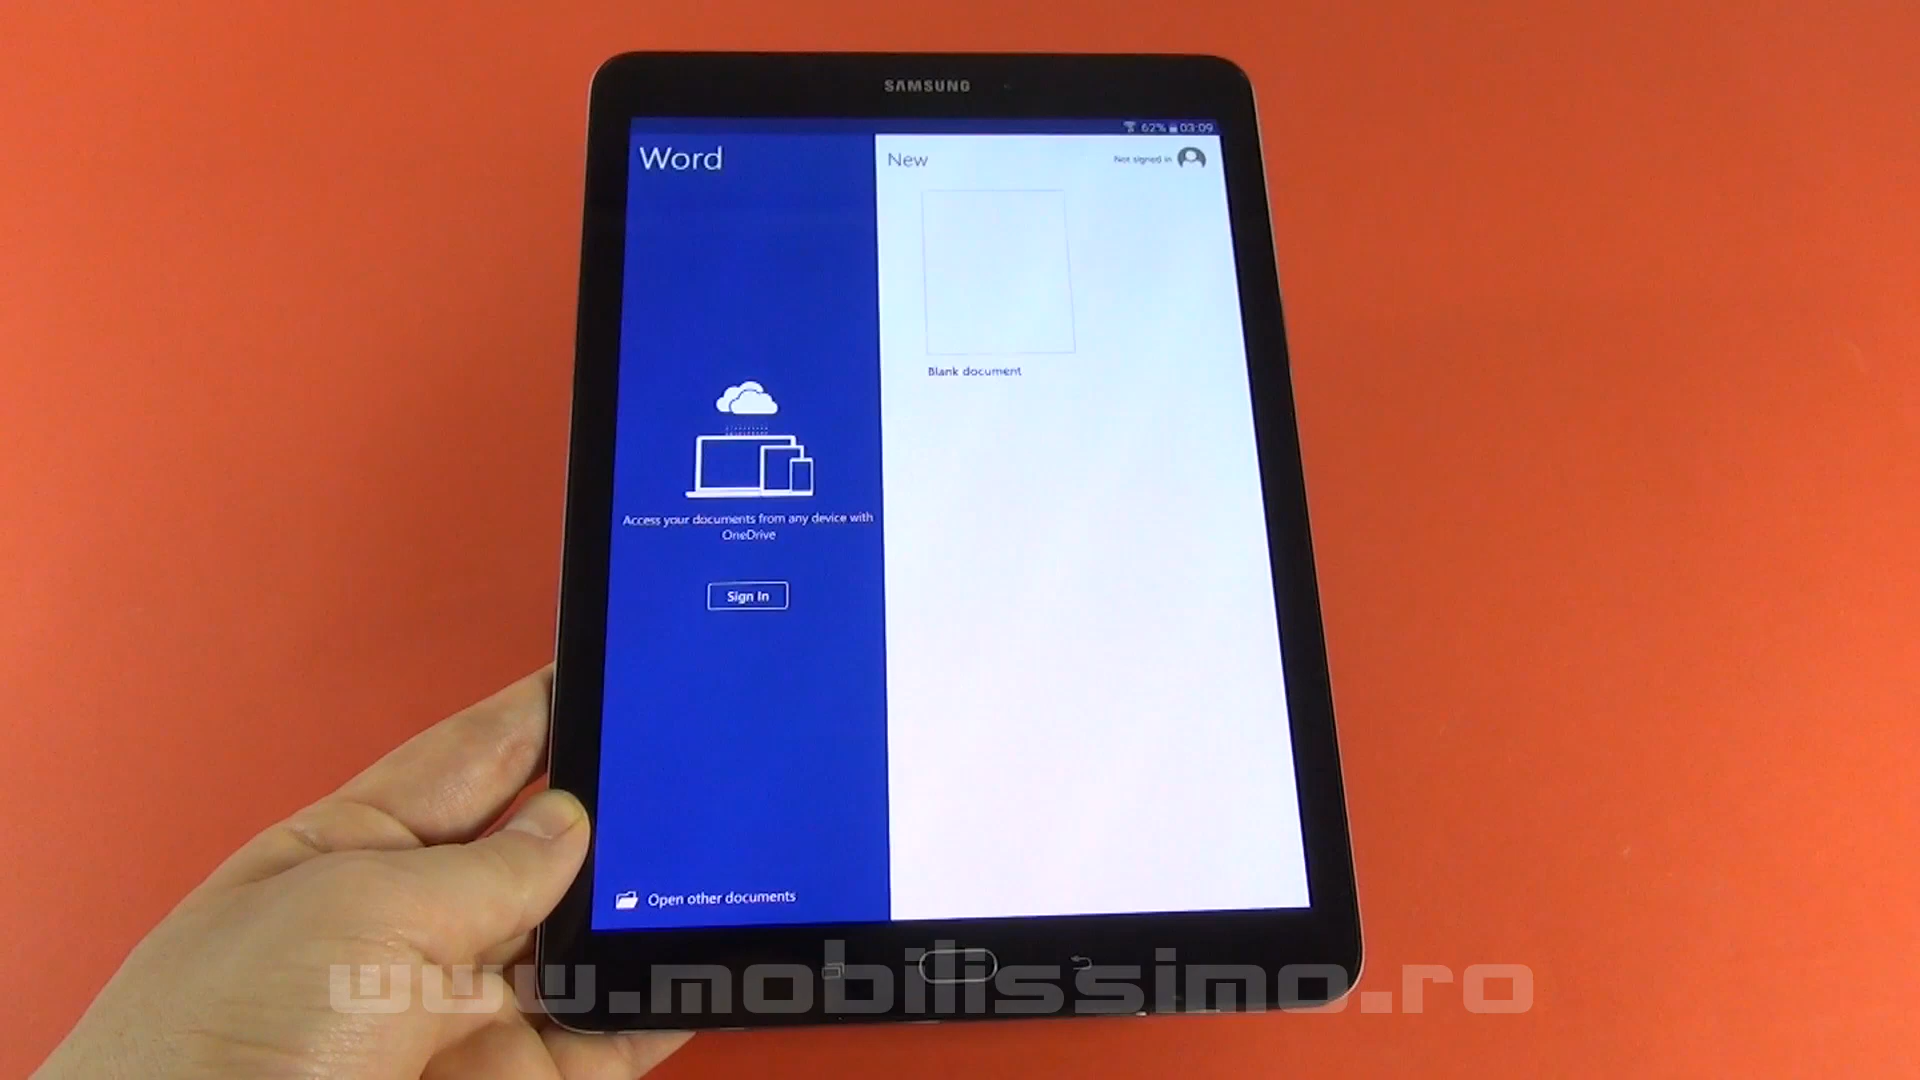 SAMSUNG
62% 03:09
Word
New
Not signed in
Blank document
Access your documents from any device with
OneDrive
Sign In
Open other documents
www.mobilissimo.ro